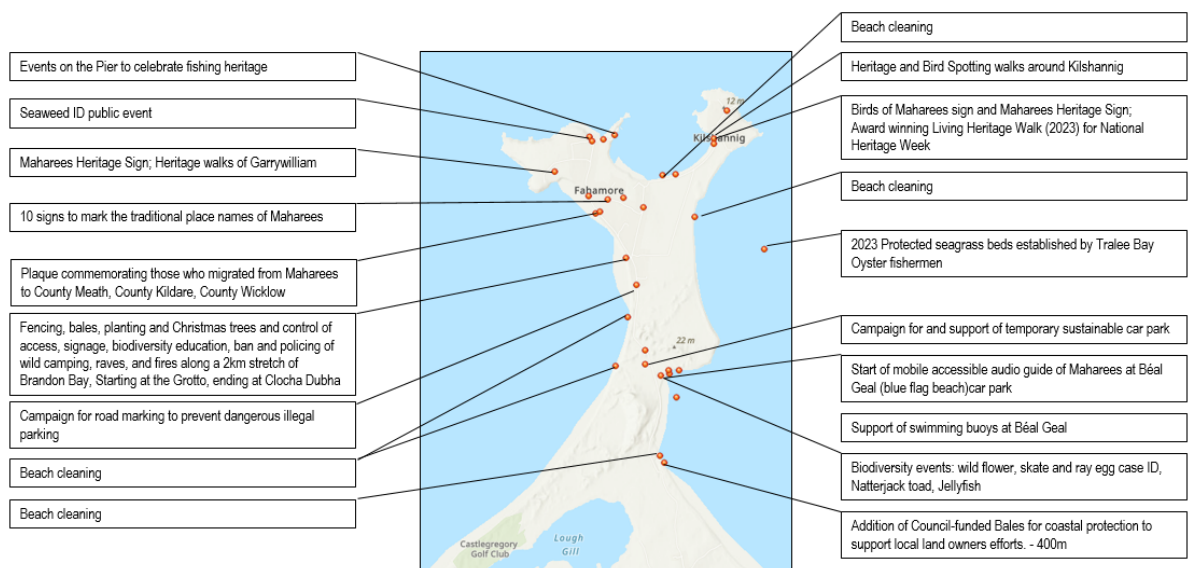 Events on the Pier to celebrate fishing heritage
Seaweed ID public event
Maharees Heritage Sign; Heritage walks of Garrywilliam
10 signs to mark the traditional place names of Maharees
Plaque commemorating those who migrated from Maharees
to County Meath, County Kildare, County Wicklow
Fencing, bales, planting and Christmas trees and control of
access, signage, biodiversity education, ban and policing of
wild camping, raves, and fires along a 2km stretch of
Brandon Bay, Starting at the Grotto, ending at Clocha Dubha
Campaign for road marking to prevent dangerous illegal
parking
Beach cleaning
Beach cleaning
12 m
Kilshannig
Fahamore
22 m
Castlegregory
Golf Club
Lough
Gill
Beach cleaning
Heritage and Bird Spotting walks around Kilshannig
Birds of Maharees sign and Maharees Heritage Sign;
Award winning Living Heritage Walk (2023) for National
Heritage Week
Beach cleaning
2023 Protected seagrass beds established by Tralee Bay
Oyster fishermen
Campaign for and support of temporary sustainable car park
Start of mobile accessible audio guide of Maharees at Béal
Geal (blue flag beach)car park
Support of swimming buoys at Béal Geal
Biodiversity events: wild flower, skate and ray egg case ID,
Natterjack toad, Jellyfish
Addition of Council-funded Bales for coastal protection to
support local land owners efforts. - 400m